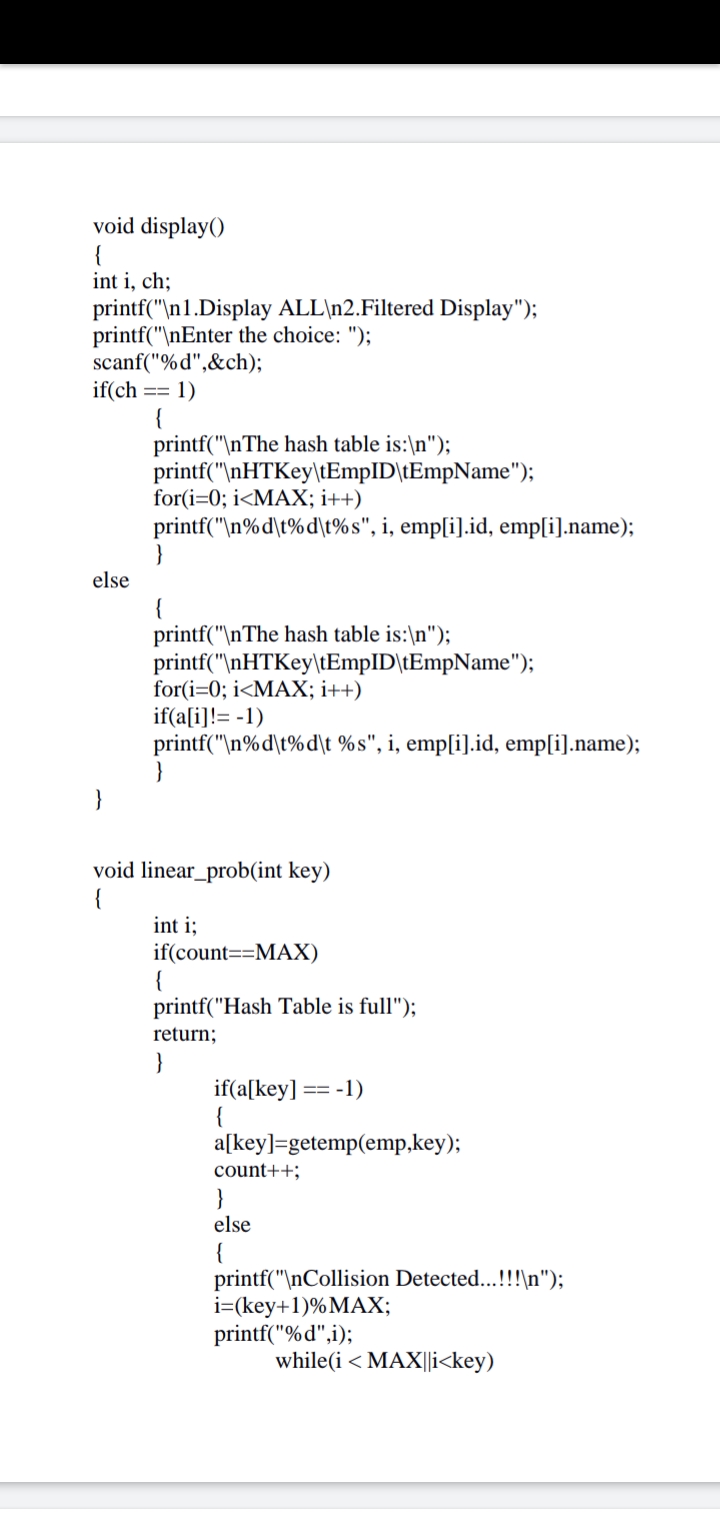 void display()
{
int i, ch;
printf("\n1.Display ALL\n2.Filtered Display");
printf("\nEnter the choice: ");
scanf("%d",&ch);
if(ch == 1)
{
printf("\nThe hash table is:\n");
printf("\nHTKey\tEmpID\tEmpName");
for(i=0; i<MAX; i++)
printf("\n%d\t%d\t%s", i, emp[i].id, emp[i].name);
}
else
{
printf("\nThe hash table is:\n");
printf("\nHTKey\tEmpID\tEmpName");
for(i=0; i<MAX; i++)
if(a[i]!= -1)
printf("\n%d\t%d\t %s", i, emp[i].id, emp[i].name);
}
}
void linear_prob(int key)
{
int i;
if(count==MAX)
{
printf("Hash Table is full");
return;
}
if(a[key] == -1)
{
a[key]=getemp(emp,key);
count++;
}
else
{
printf("\nCollision Detected...!!!\n");
i=(key+1)%MAX;
printf("%d",i);
while(i < MAX||i<key)